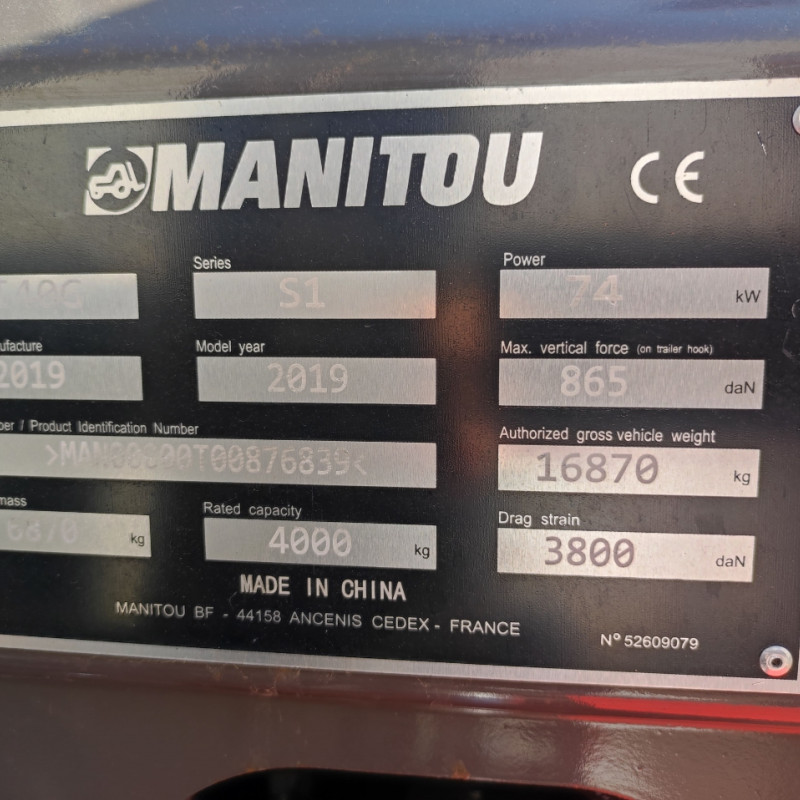 MANITOU CE
Series Power
S1 74 kW
ufacture Model year Max. vertical force (on trailer hook)
2019 2019 865 daN
ber / Product Identification Number Authorized gross vehicle weight
16870 kg
mass Rated capacity Drag strain
kg 4000 kg 3800 daN
MADE IN CHINA
MANITOU BF - 44158 ANCENIS CEDEX - FRANCE
N° 52609079